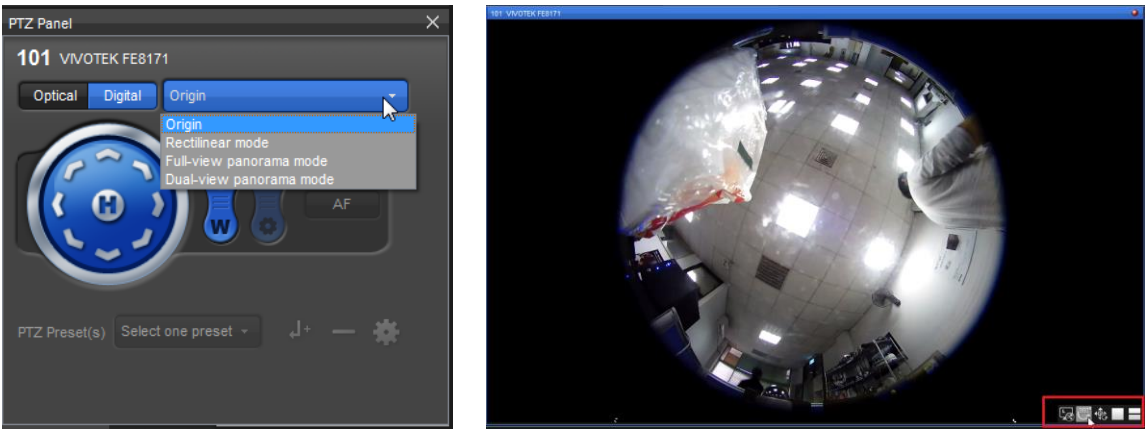 PTZ Panel
101 VIVOTEK FE8171
Optical Digital Origin
Origin
Rectilinear mode
Full-view panorama mode
Dual-view panorama mode
H
W
AF
PTZ Preset(s) Select one preset
101 VIVOTEK FE8171